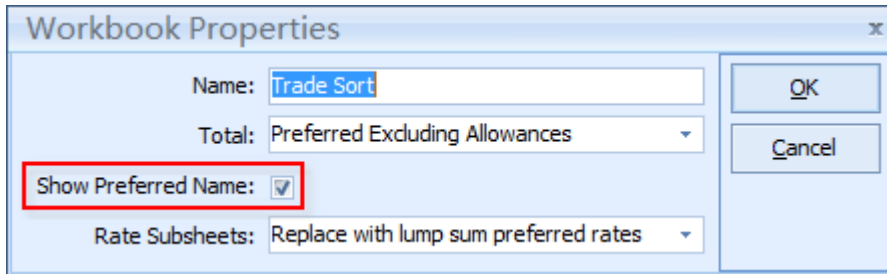 Workbook Properties x
Name: Trade Sort
OK
Total: Preferred Excluding Allowances
Cancel
Show Preferred Name:
Rate Subsheets: Replace with lump sum preferred rates